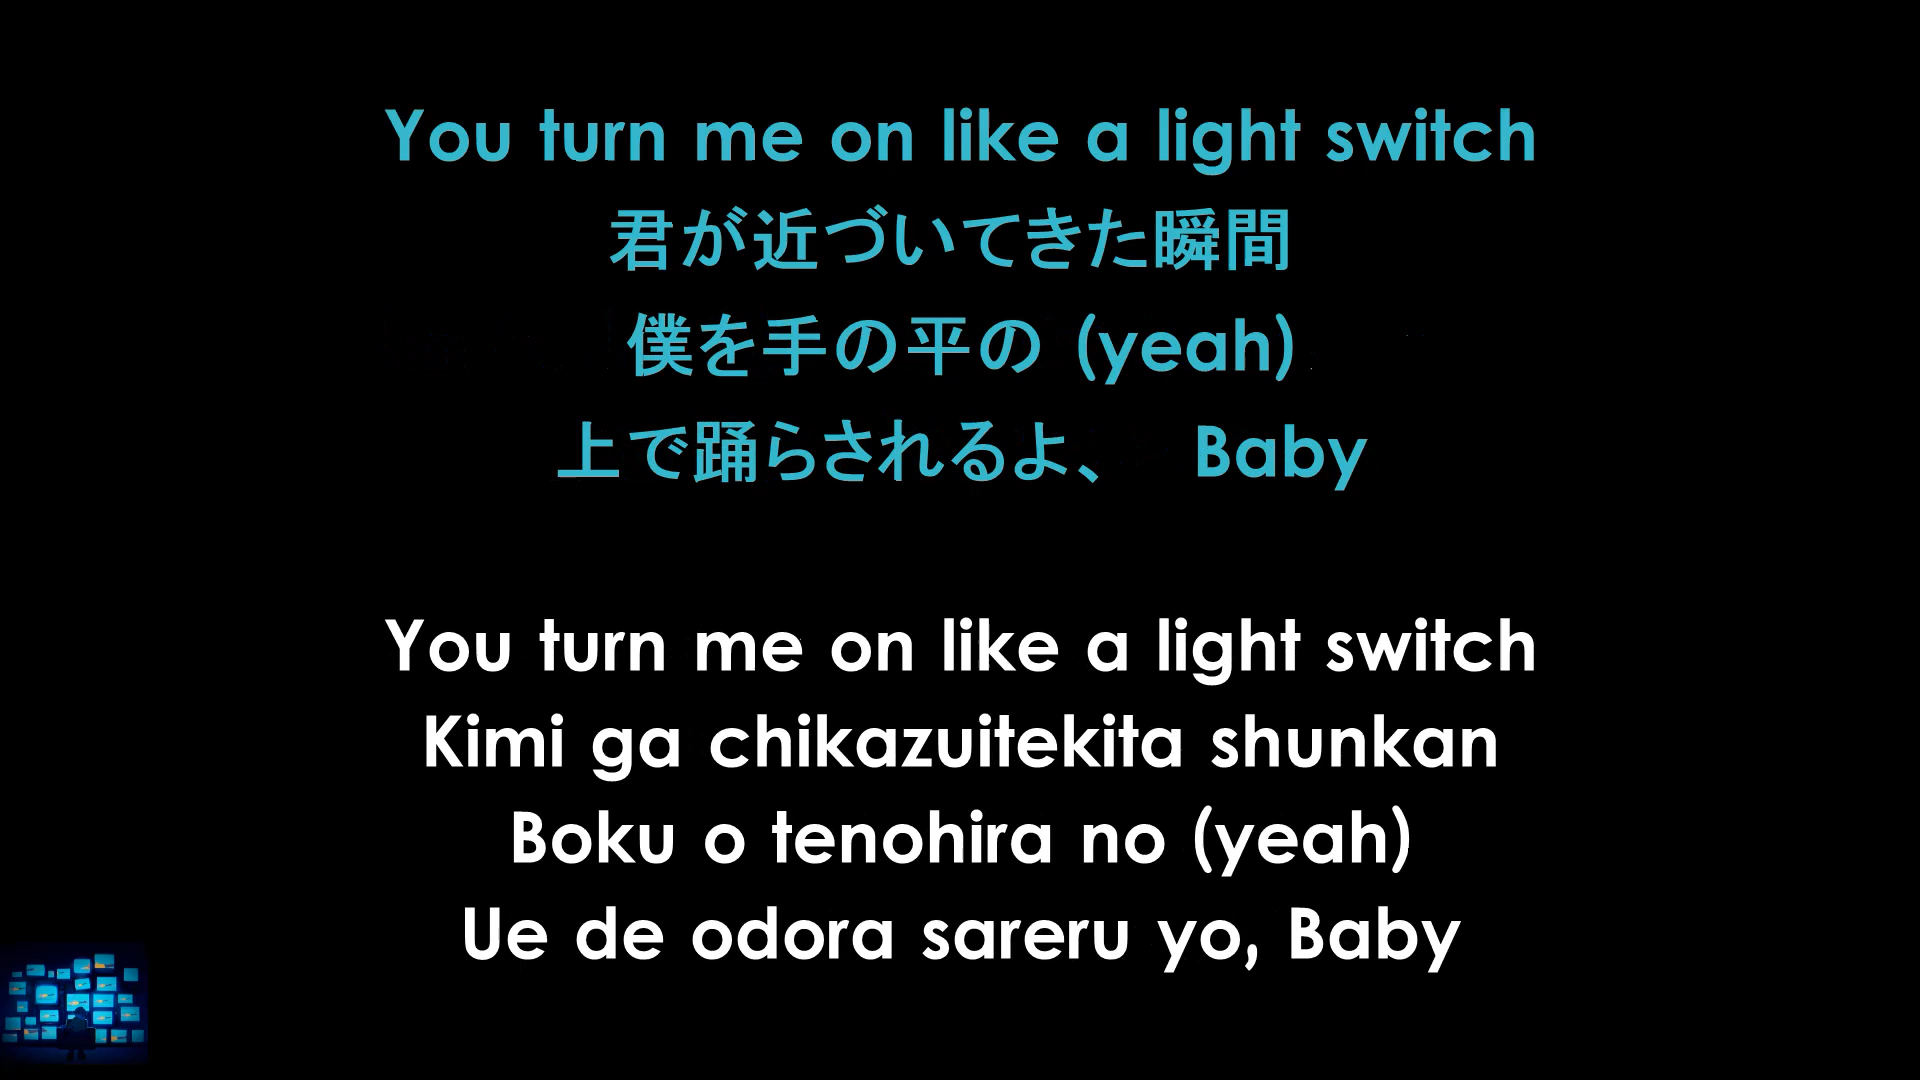 You turn me on like a light switch
君が近づいてきた瞬間
僕を手の平の (yeah)
上で踊らされるよ、 Baby
You turn me on like a light switch
Kimi ga chikazuitekita shunkan
Boku o tenohira no (yeah)
Ue de odora sareru yo, Baby